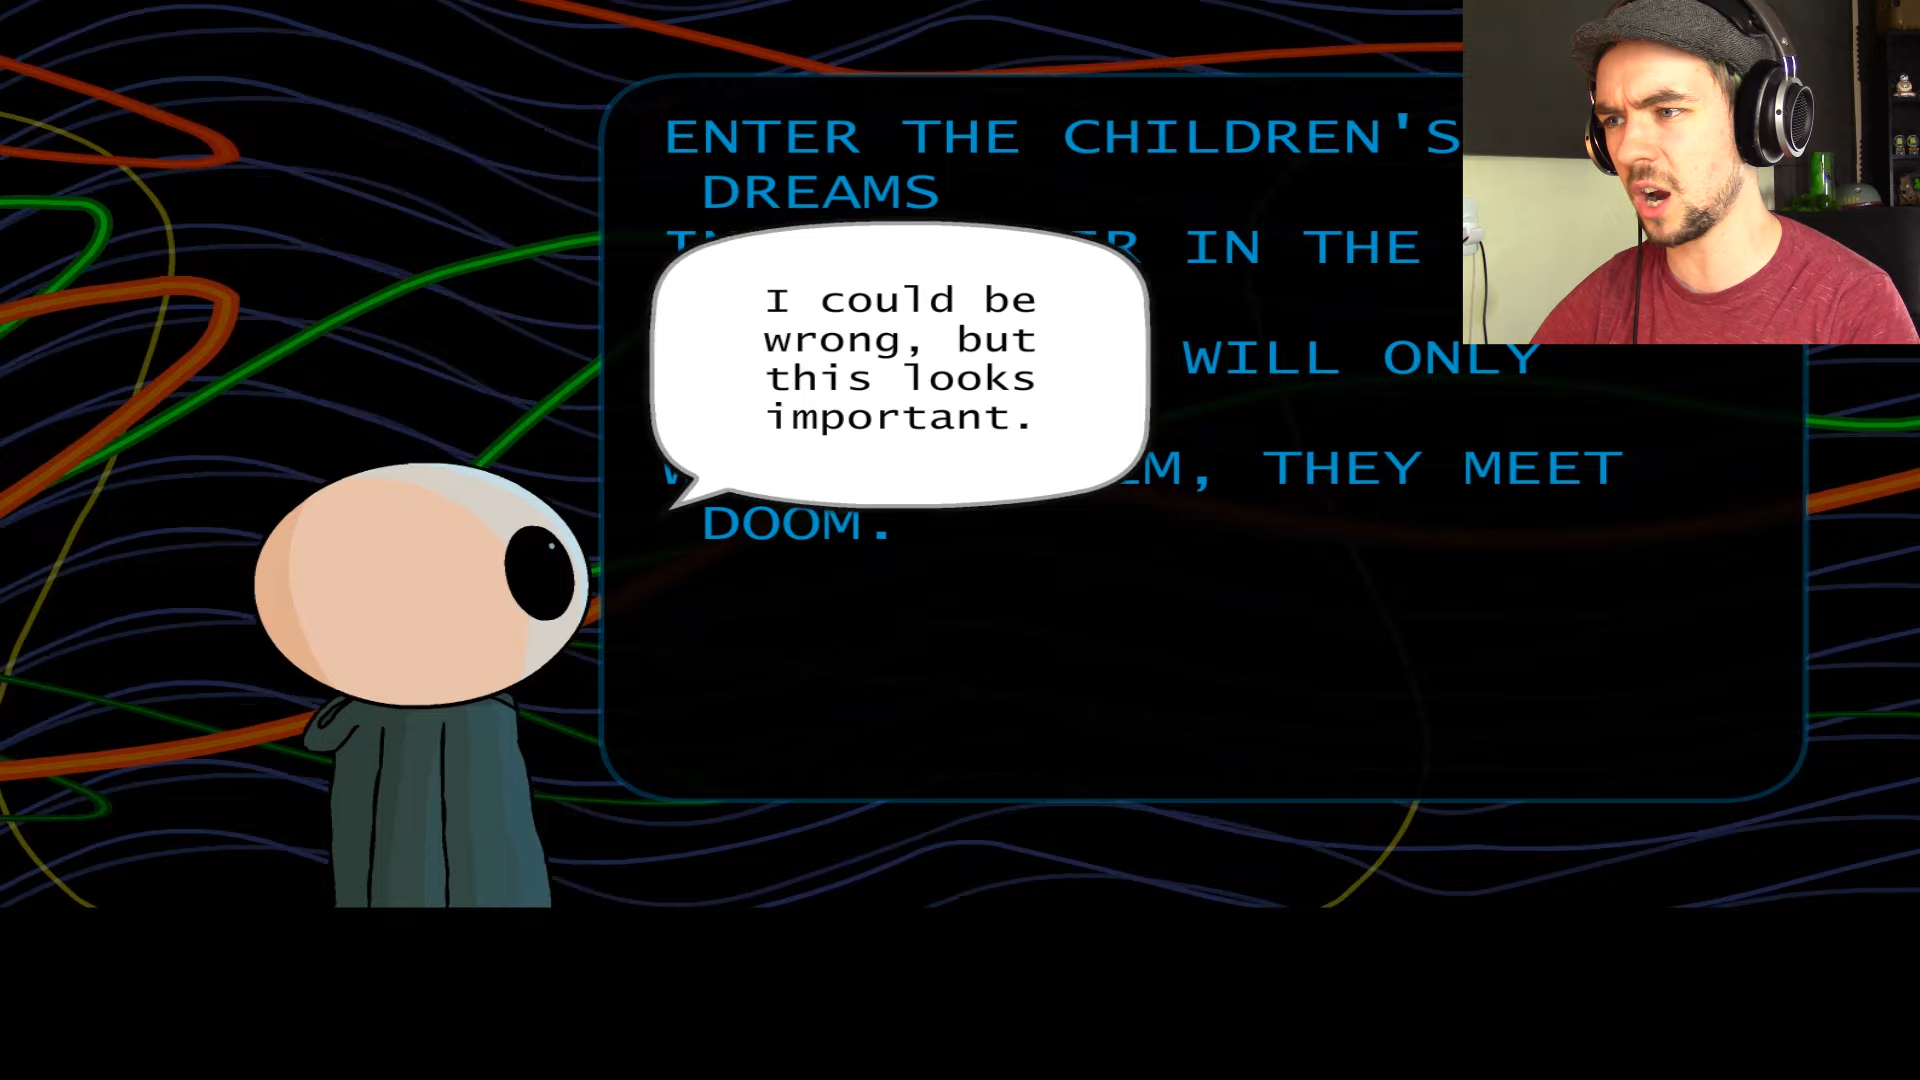 ENTER THE CHILDREN'S
DREAMS
IN THE
WILL ONLY
THEY MEET
DOOM.
I could be
wrong, but
this looks
important.